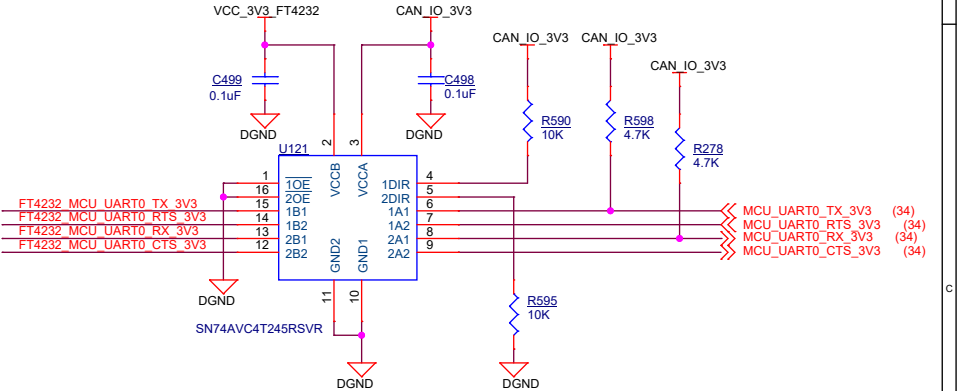 VCC_3V3_FT4232
CAN_IO_3V3
CAN_IO_3V3
CAN_IO_3V3
CAN_IO_3V3
C499
0.1uF
C498
0.1uF
R590
10K
R598
4.7K
R278
4.7K
DGND
DGND
U121
2
3
VCCB
VCCA
1
1OE
1DIR
4
16
2OE
2DIR
5
FT4232_MCU_UART0_TX_3V3
15
1B1
1A1
6
MCU_UART0_TX_3V3 (34)
FT4232_MCU_UART0_RTS_3V3
14
1B2
1A2
7
MCU_UART0_RTS_3V3 (34)
FT4232_MCU_UART0_RX_3V3
13
2B1
2A1
8
MCU_UART0_RX_3V3 (34)
FT4232_MCU_UART0_CTS_3V3
12
2B2
2A2
9
MCU_UART0_CTS_3V3 (34)
GND2
GND1
11
10
DGND
SN74AVC4T245RSVR
R595
10K
DGND
DGND
C